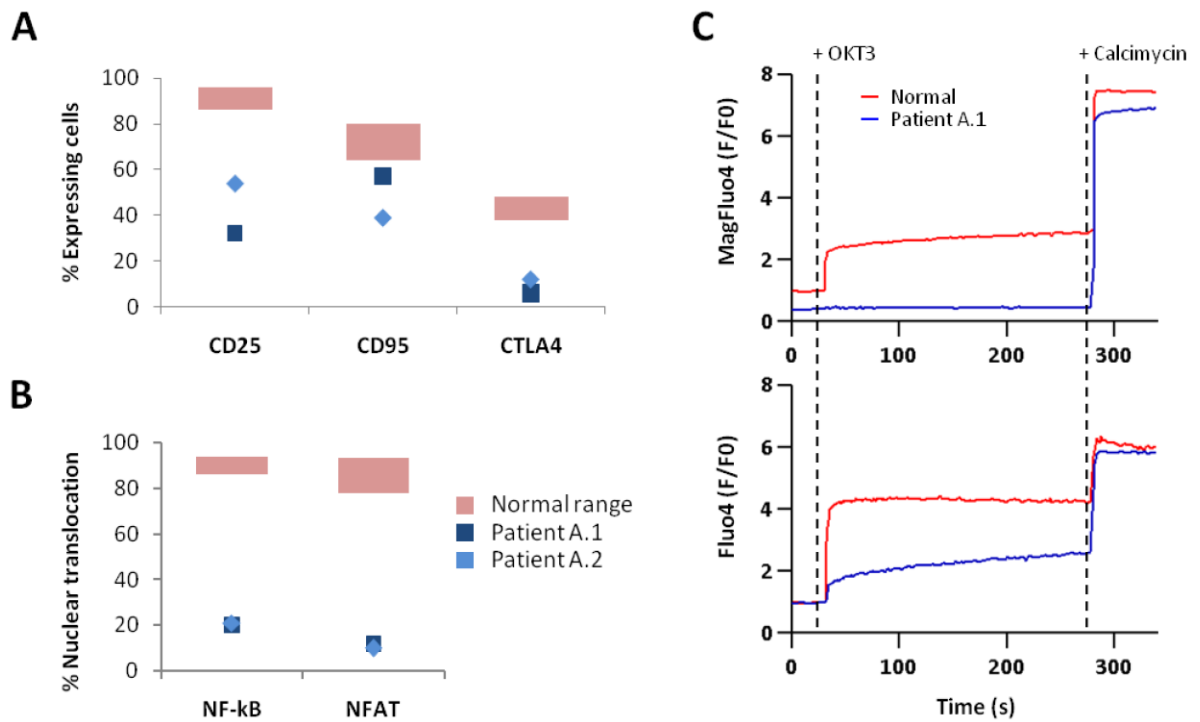 A
% Expressing cells
100
80
60
40
20
0
CD25 CD95 CTLA4
B
% Nuclear translocation
100
80
60
40
20
0
NF-kB NFAT
Normal range
Patient A.1
Patient A.2
C
+ OKT3 + Calcimycin
MagFluo4 (F/F0)
8
6
4
2
0
Normal
Patient A.1
0 100 200 300
Fluo4 (F/F0)
8
6
4
2
0
0 100 200 300
Time (s)